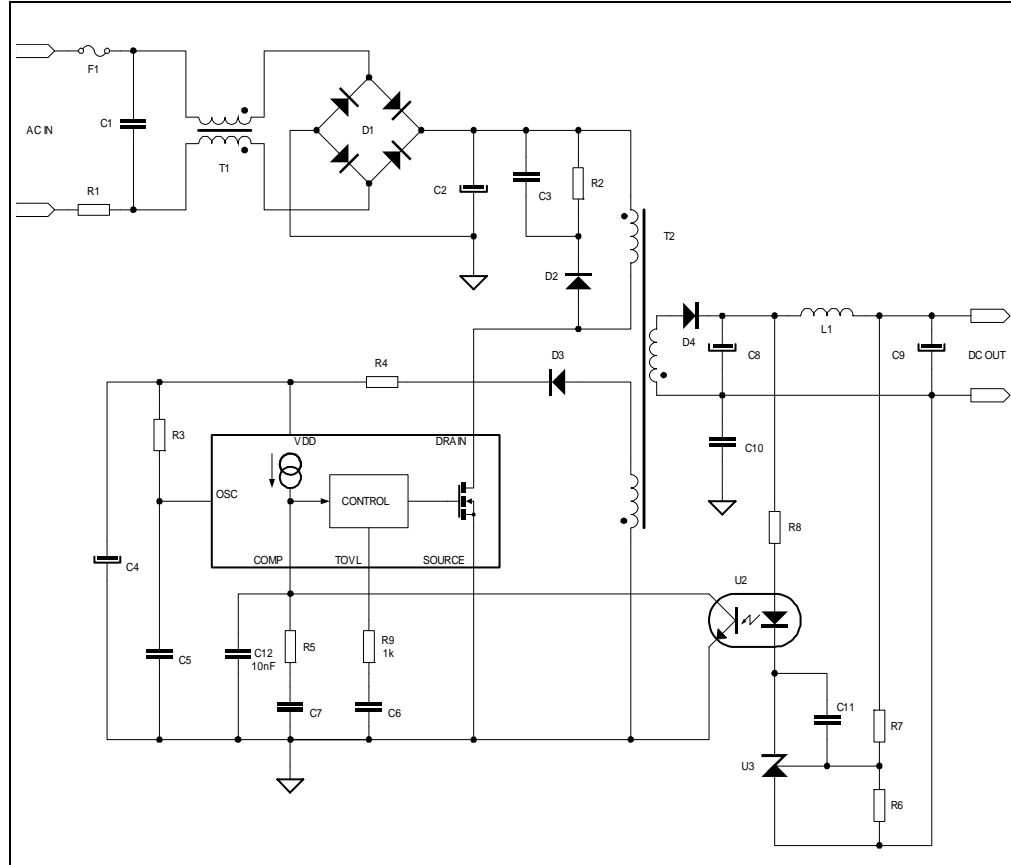 F1
AC IN
C1
T1
D1
R1
C2
C3
R2
T2
D2
D4
C8
L1
C9
DC OUT
R4
D3
R3
VDD
DRAIN
C10
OSC
CONTROL
R8
COMP
TOVL
SOURCE
C4
U2
C5
C12
10nF
R5
R9
1k
C7
C6
C11
R7
U3
R6